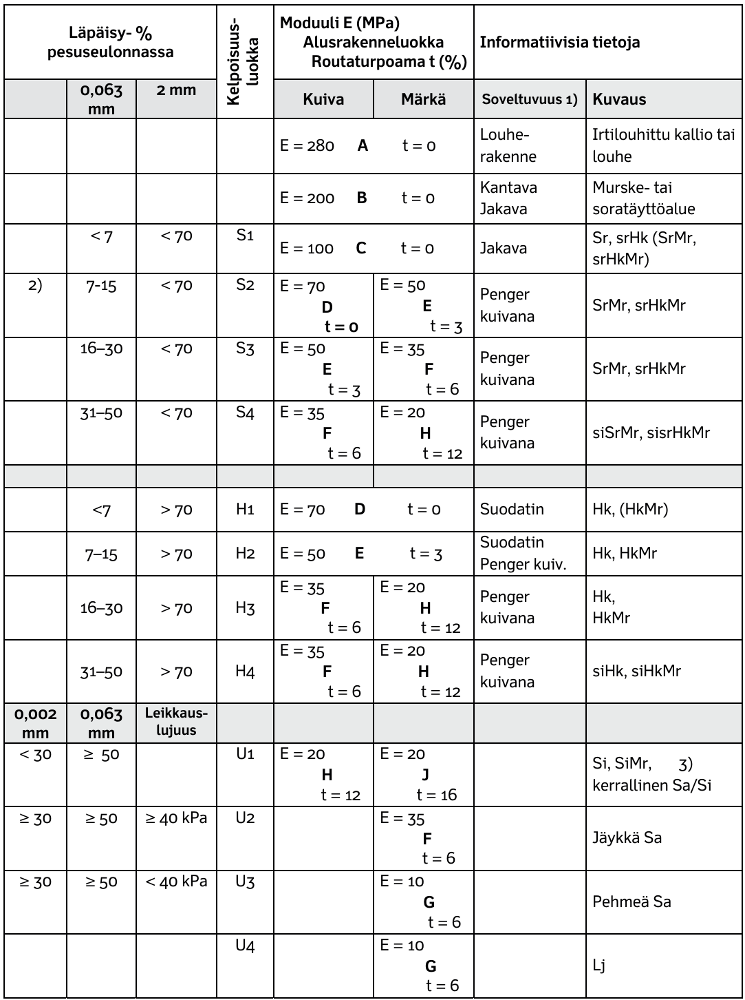 Läpäisy- %
pesuseulonnassa
Kelpoisuus-
luokka
Moduuli E (MPa)
Alusrakenneluokka
Routaturpoama t (%)
Informatiivisia tietoja
0,063
mm
2 mm
Kuiva
Märkä
Soveltuvuus 1)
Kuvaus
E = 280 A t = 0
Louhe-
rakenne
Irtilouhittu kallio tai
louhe
E = 200 B t = 0
Kantava
Jakava
Murske- tai
soratäyttöalue
< 7
< 70
S1
E = 100 C t = 0
Jakava
Sr, srHk (SrMr,
srHkMr)
2)
7-15
< 70
S2
E = 70
D
t = 0
E = 50
E
t = 3
Penger
kuivana
SrMr, srHkMr
16–30
< 70
S3
E = 50
E
t = 3
E = 35
F
t = 6
Penger
kuivana
SrMr, srHkMr
31–50
< 70
S4
E = 35
F
t = 6
E = 20
H
t = 12
Penger
kuivana
siSrMr, sisrHkMr
<7
> 70
H1
E = 70 D t = 0
Suodatin
Hk, (HkMr)
7–15
> 70
H2
E = 50 E t = 3
Suodatin
Penger kuiv.
Hk, HkMr
16–30
> 70
H3
E = 35
F
t = 6
E = 20
H
t = 12
Penger
kuivana
Hk,
HkMr
31–50
> 70
H4
E = 35
F
t = 6
E = 20
H
t = 12
Penger
kuivana
siHk, siHkMr
0,002
mm
0,063
mm
Leikkaus-
lujuus
< 30
≥ 50
U1
E = 20
H
t = 12
E = 20
J
t = 16
Si, SiMr, 3)
kerrallinen Sa/Si
≥ 30
≥ 50
≥ 40 kPa
U2
E = 35
F
t = 6
Jäykkä Sa
≥ 30
≥ 50
< 40 kPa
U3
E = 10
G
t = 6
Pehmeä Sa
U4
E = 10
G
t = 6
Lj